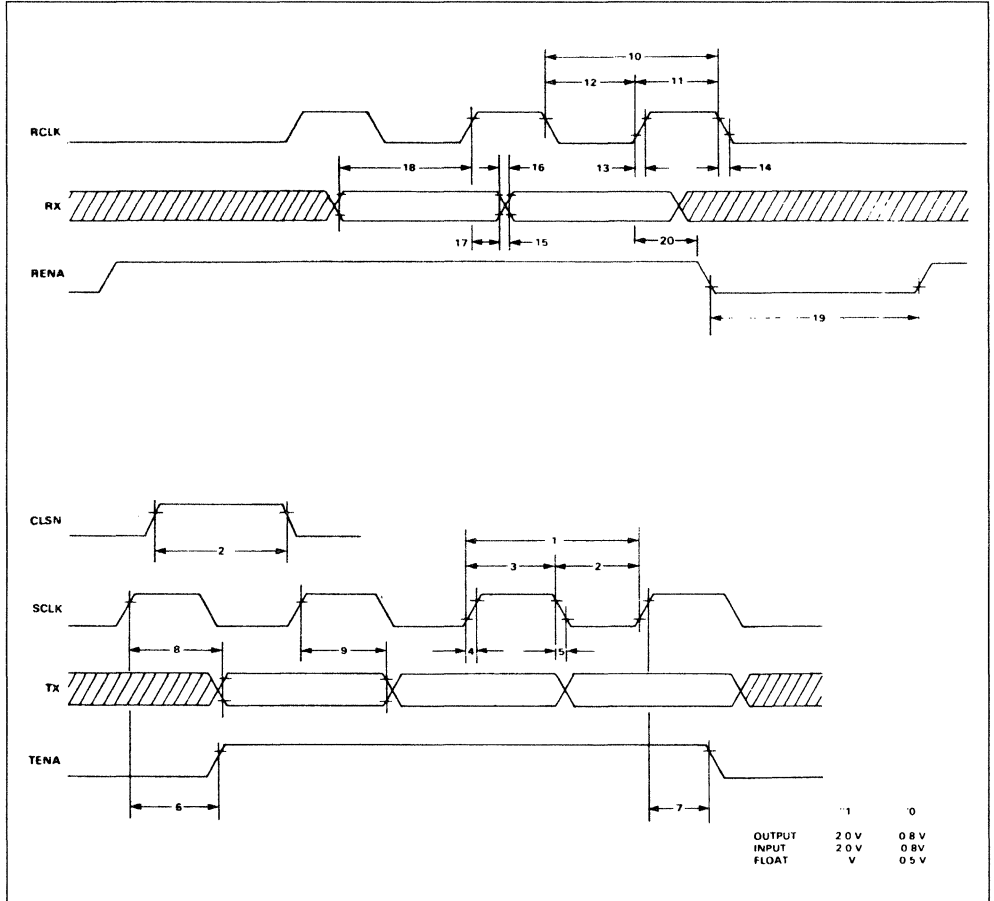 10
12 11
RCLK
13 14
18 16
RX
17 15 20
RENA
19
CLSN
2
1
3 2
SCLK
8 9 4 5
TX
TENA
6 7
"1 '0
OUTPUT 2 0 V 0 8 V
INPUT 2 0 V 0 8V
FLOAT V 0 5 V